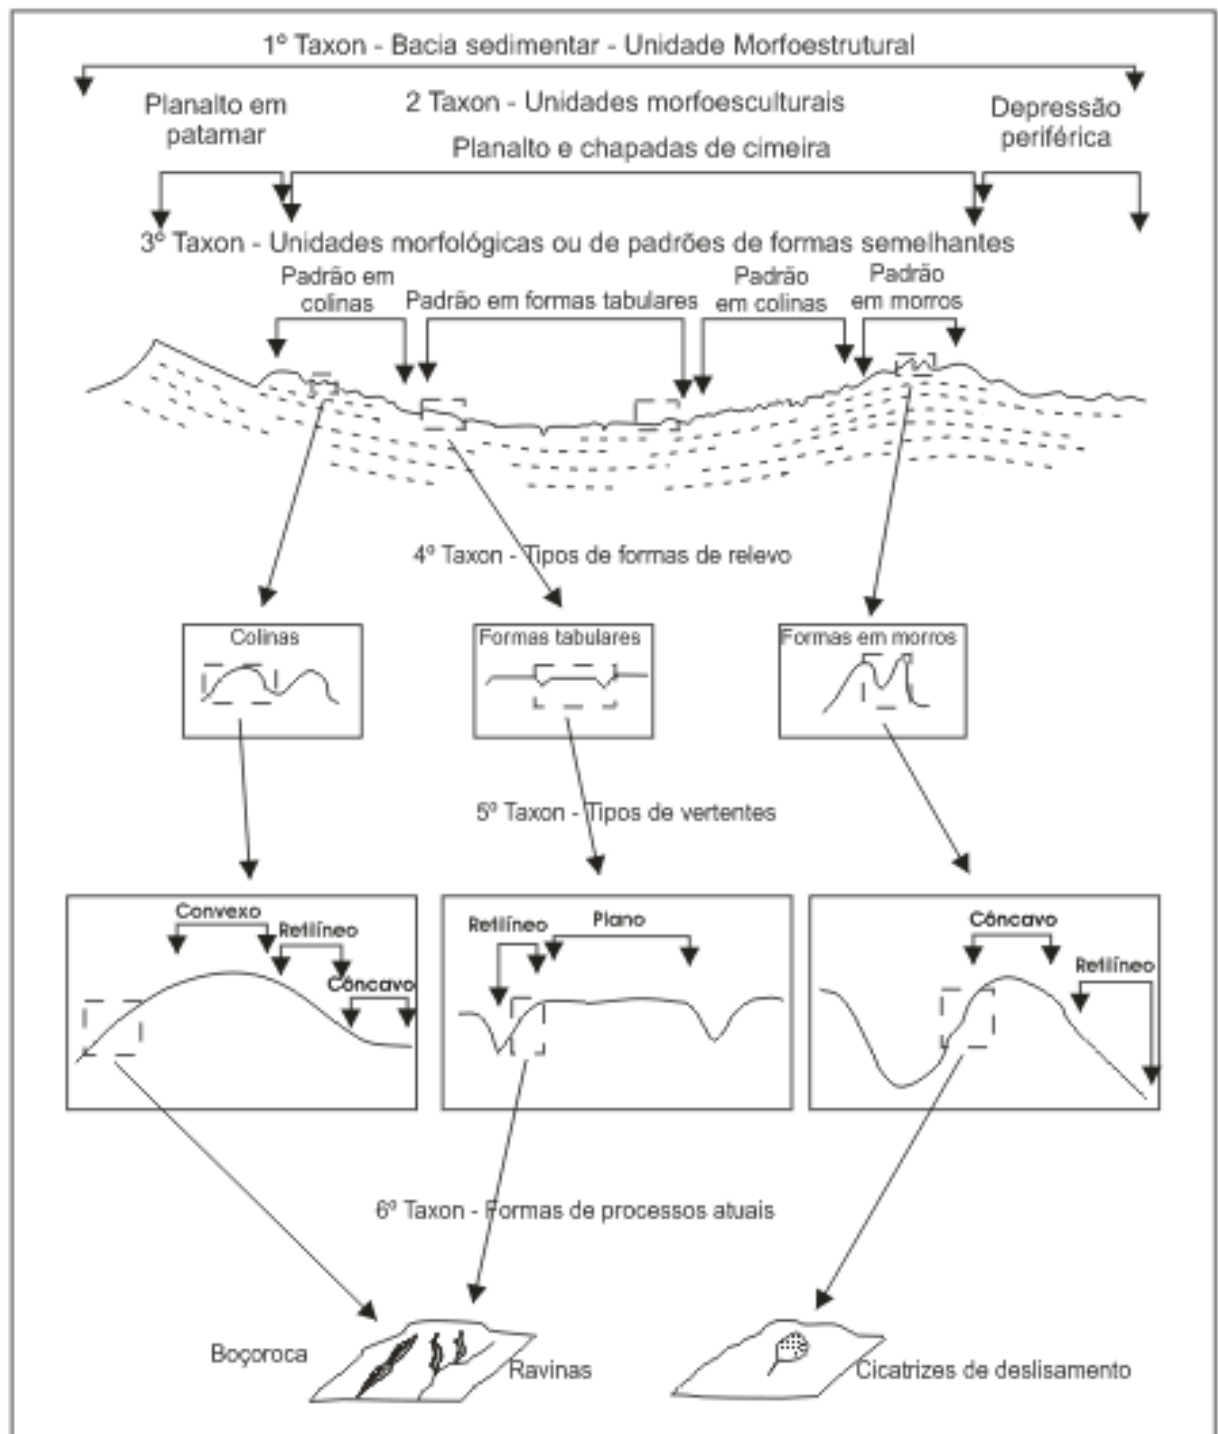 1º Taxon - Bacia sedimentar - Unidade Morfoestrutural
Planalto em
patamar
2 Taxon - Unidades morfoesculturais
Planalto e chapadas de cimeira
Depressão
periférica
3º Taxon - Unidades morfológicas ou de padrões de formas semelhantes
Padrão em
colinas
Padrão em formas tabulares
Padrão
em colinas
Padrão
em morros
4º Taxon - Tipos de formas de relevo
Colinas
Formas tabulares
Formas em morros
5º Taxon - Tipos de vertentes
Convexo
Retilíneo
Côncavo
Retilíneo
Plano
Côncavo
Retilíneo
6º Taxon - Formas de processos atuais
Boçoroca
Ravinas
Cicatrizes de deslisamento